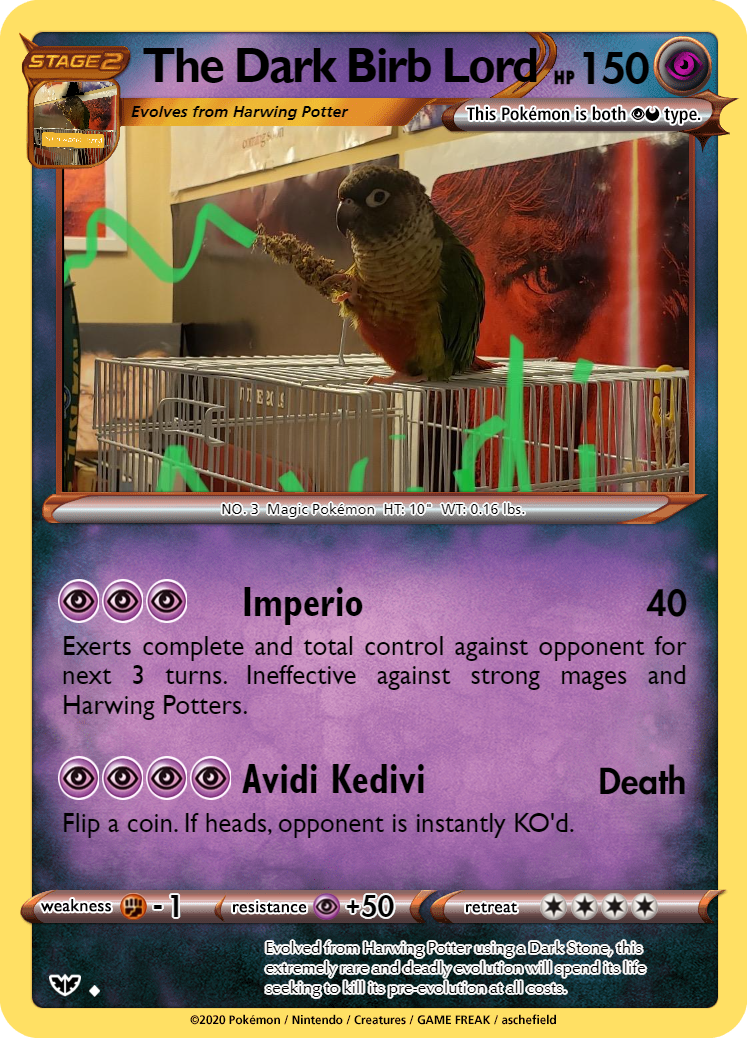 STAGE 2
The Dark Birb Lord HP 150
Evolves from Harwing Potter
This Pokémon is both type.
Avidi
NO. 3 Magic Pokémon HT: 10" WT: 0.16 lbs.
Imperio 40
Exerts complete and total control against opponent for
next 3 turns. Ineffective against strong mages and
Harwing Potters.
Avidi Kedivi Death
Flip a coin. If heads, opponent is instantly KO'd.
weakness - 1 resistance +50 retreat
Evolved from Harwing Potter using a Dark Stone, this
extremely rare and deadly evolution will spend its life
seeking to kill its pre-evolution at all costs.
©2020 Pokémon / Nintendo / Creatures / GAME FREAK / aschefield